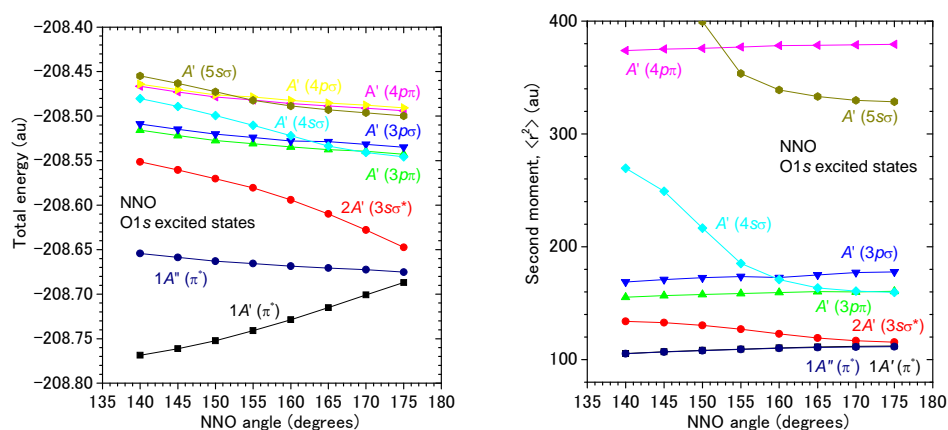 −208.40
−208.45
−208.50
−208.55
−208.60
−208.65
−208.70
−208.75
−208.80
Total energy (au)
A' (5sσ)
A' (4pσ)
A' (4pπ)
A' (4sσ)
A' (3pσ)
A' (3pπ)
NNO
O1s excited states
2A' (3sσ*)
1A" (π*)
1A' (π*)
135 140 145 150 155 160 165 170 175 180
NNO angle (degrees)
400
300
200
100
Second moment, <r²> (au)
A' (4pπ)
A' (5sσ)
NNO
O1s excited states
A' (4sσ)
A' (3pσ)
A' (3pπ)
2A' (3sσ*)
1A" (π*) 1A' (π*)
135 140 145 150 155 160 165 170 175 180
NNO angle (degrees)